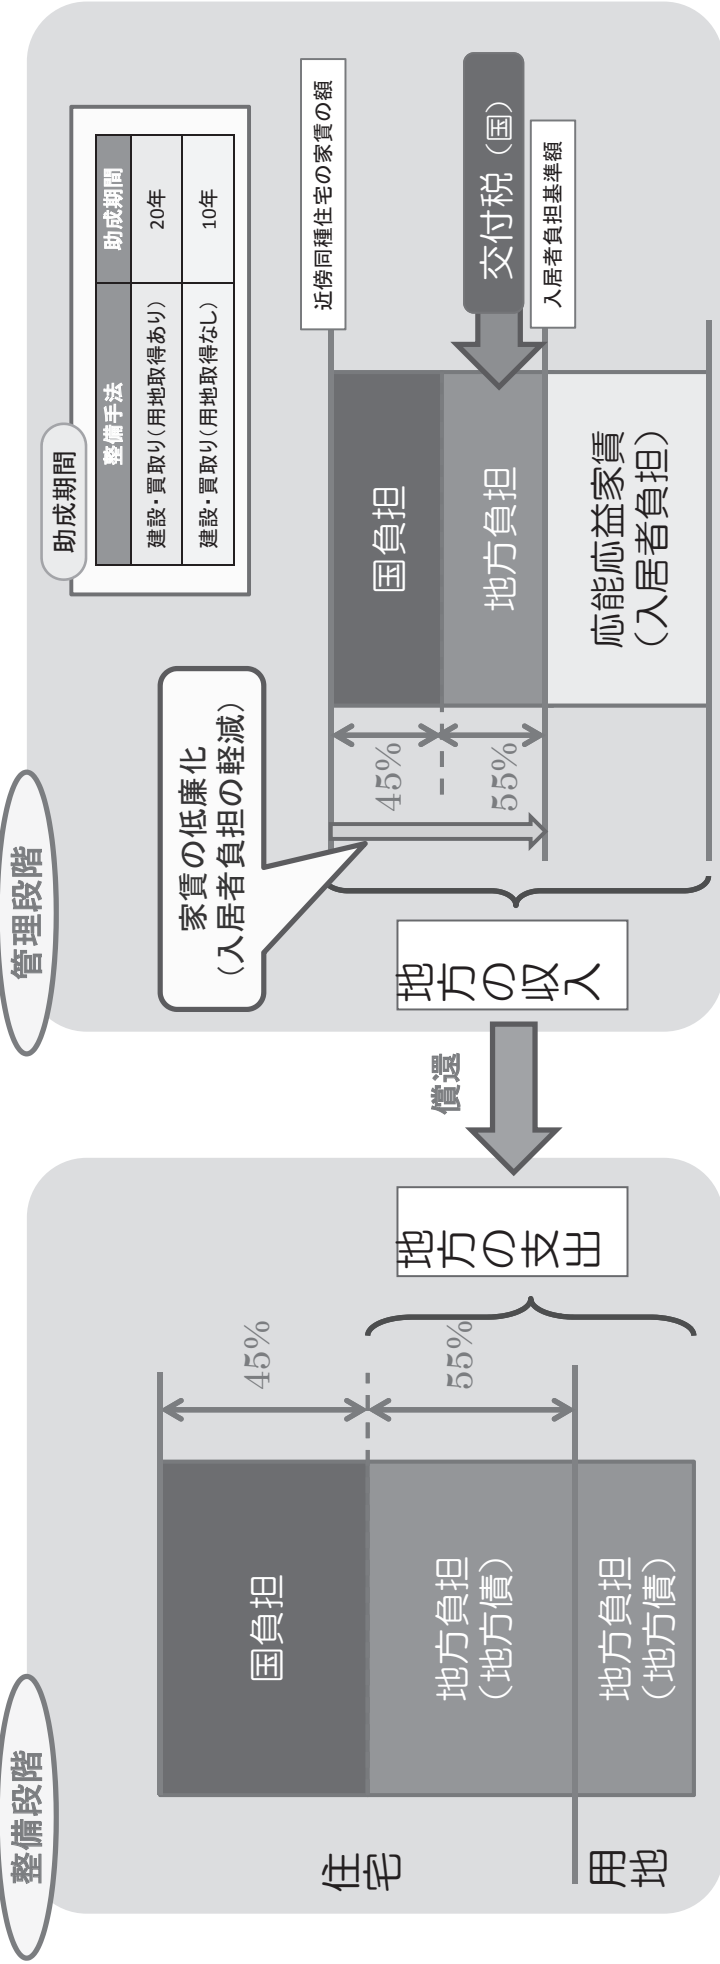 整備段階
住宅
用地
国負担
地方負担
（地方債）
地方負担
（地方債）
45%
55%
地方の支出
償還
管理段階
地方の収入
家賃の低廉化
（入居者負担の軽減）
45%
55%
国負担
地方負担
応能応益家賃
（入居者負担）
近傍同種住宅の家賃の額
交付税（国）
入居者負担基準額
助成期間
整備手法 助成期間
建設・買取り（用地取得あり） 20年
建設・買取り（用地取得なし） 10年